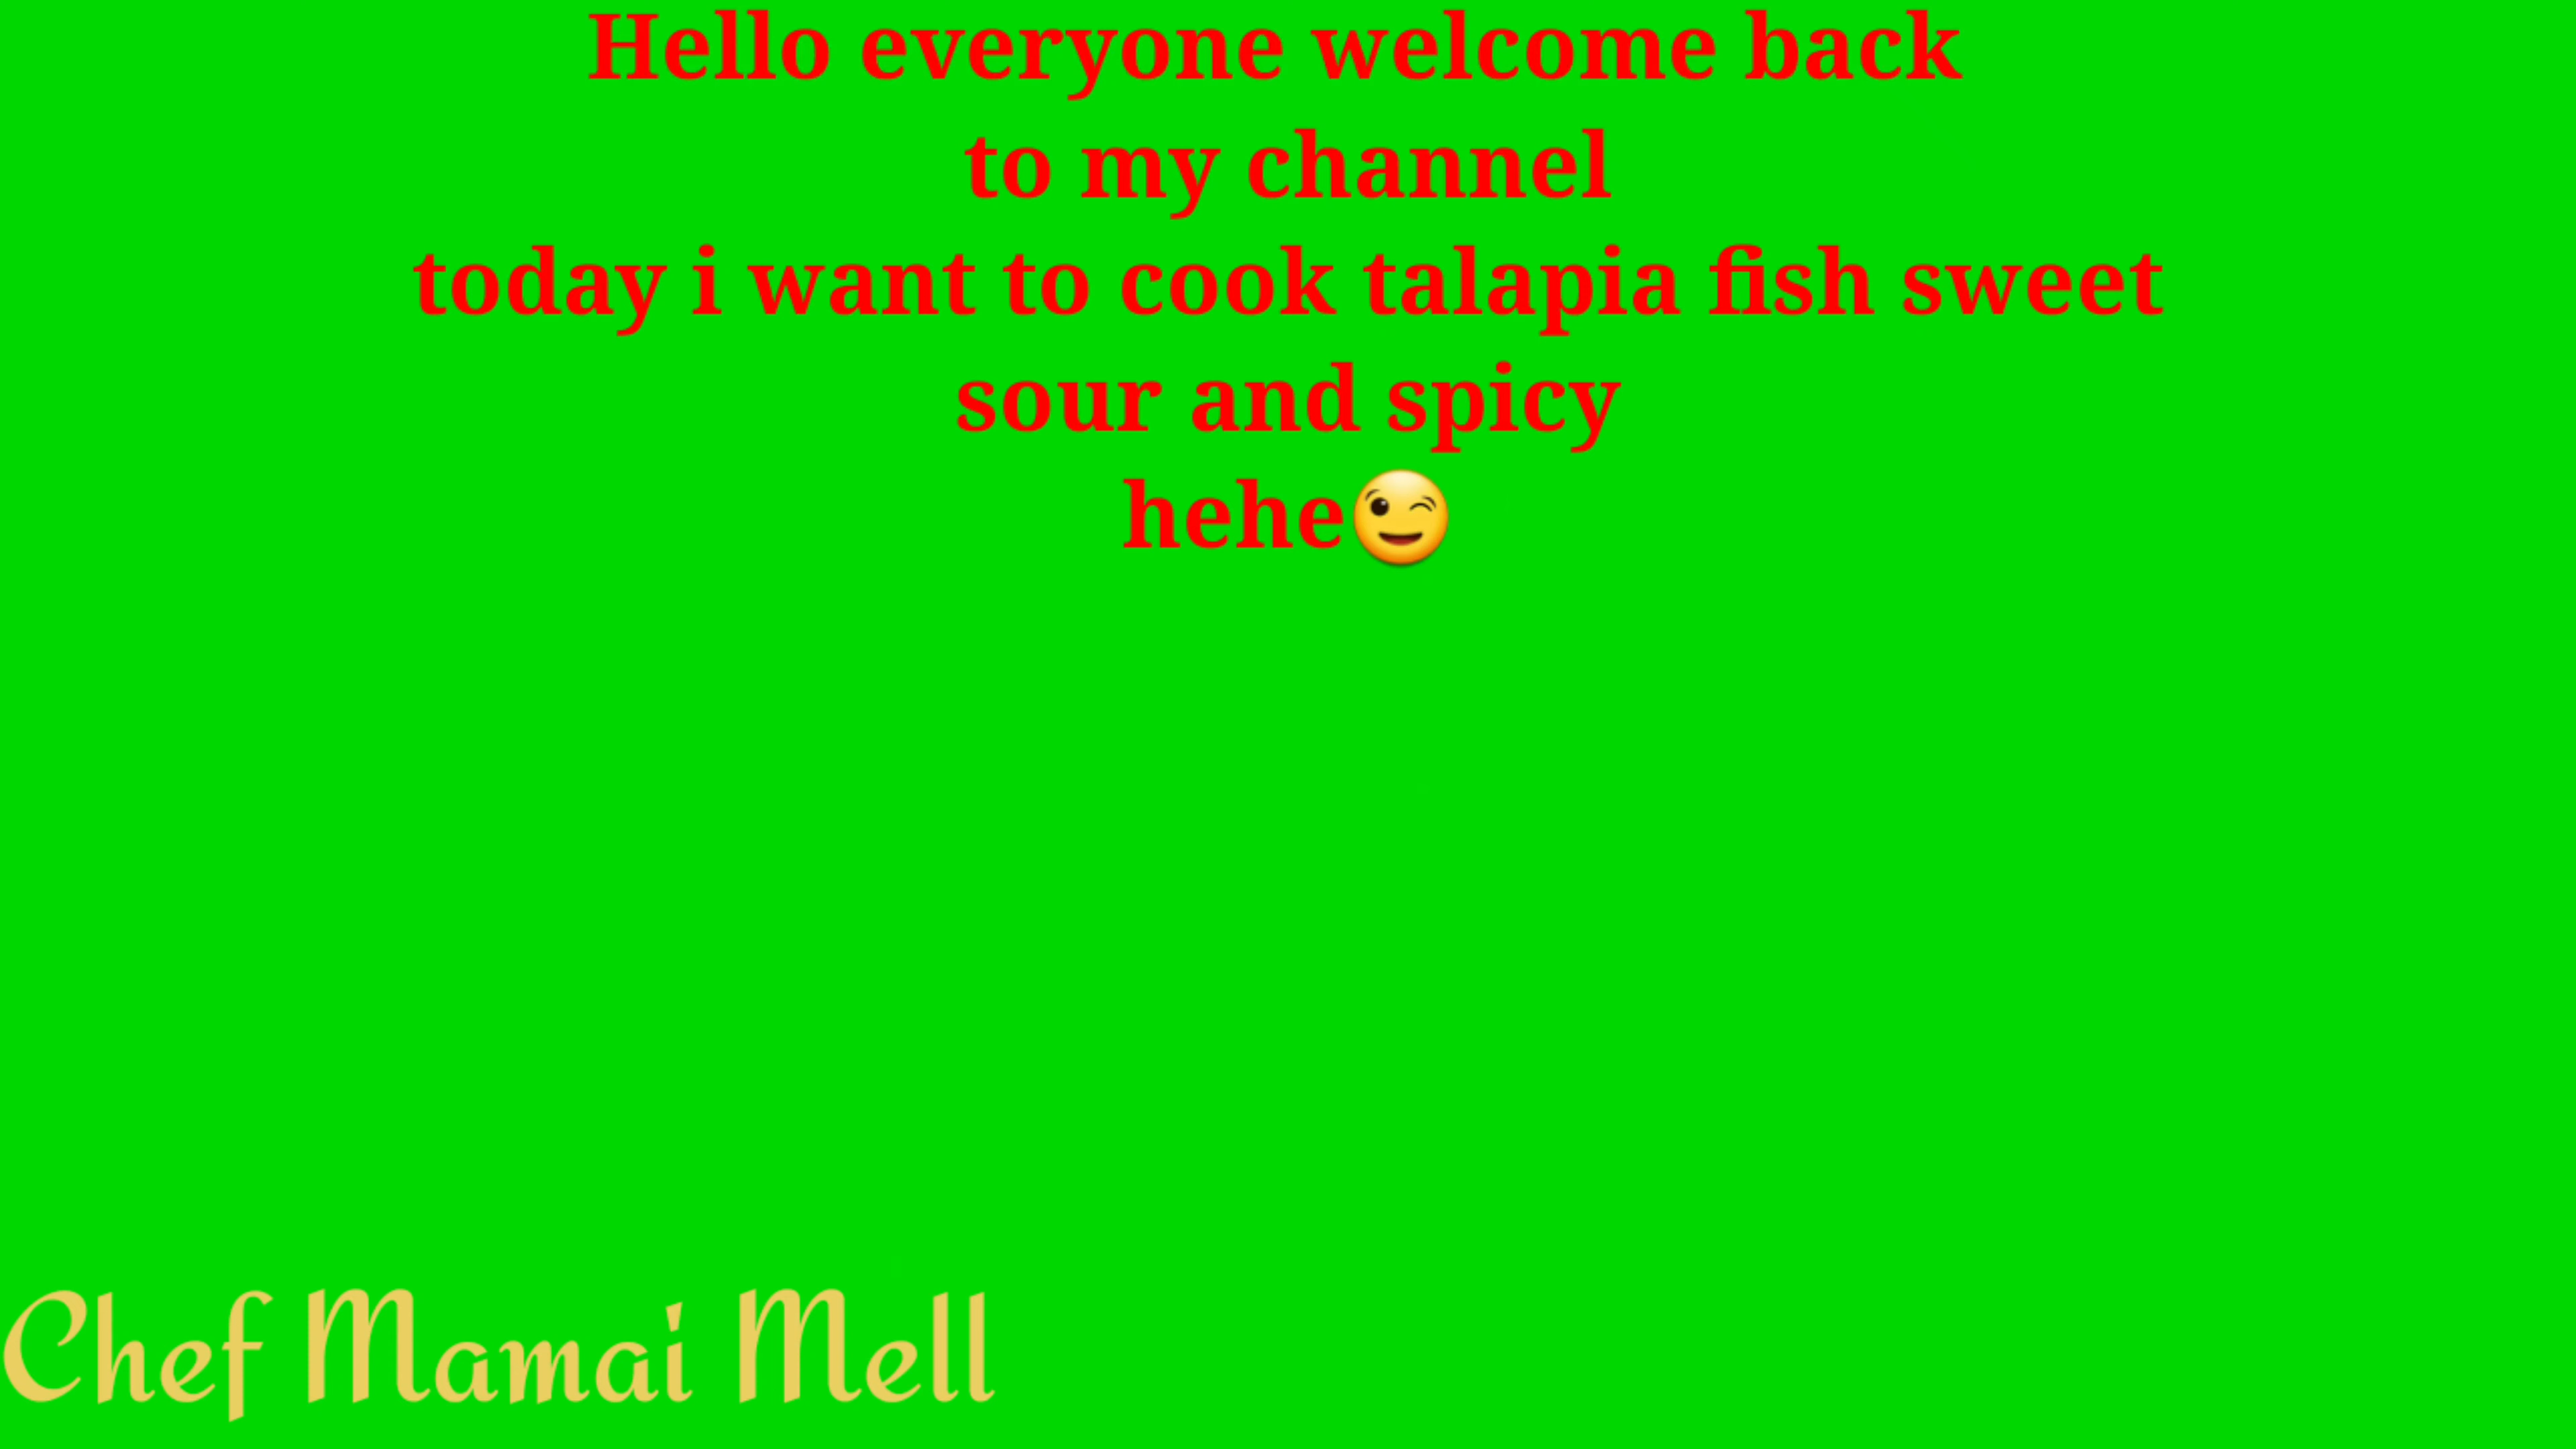 Hello everyone welcome back
to my channel
today i want to cook talapia fish sweet
sour and spicy
hehe😉
Chef Mamai Mell